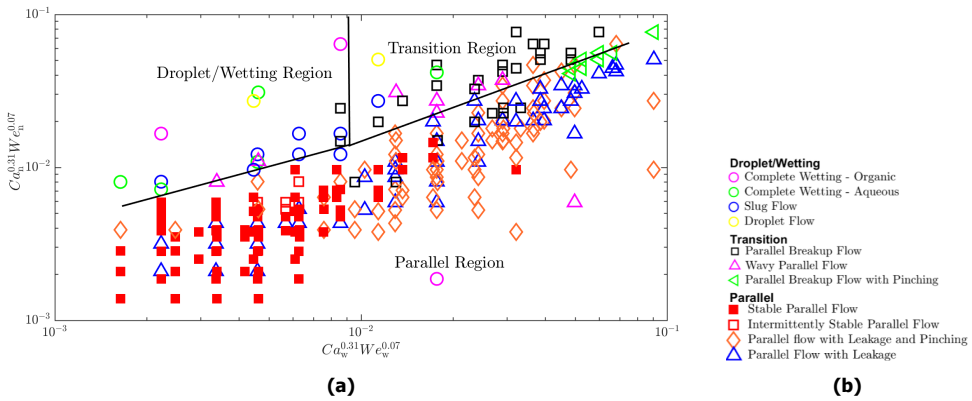 10^-1
10^-2
10^-3
Ca_n^0.31 We_n^0.07
Droplet/Wetting Region
Transition Region
Parallel Region
10^-3
10^-2
10^-1
Ca_w^0.31 We_w^0.07
(a)
Droplet/Wetting
Complete Wetting - Organic
Complete Wetting - Aqueous
Slug Flow
Droplet Flow
Transition
Parallel Breakup Flow
Wavy Parallel Flow
Parallel Breakup Flow with Pinching
Parallel
Stable Parallel Flow
Intermittently Stable Parallel Flow
Parallel flow with Leakage and Pinching
Parallel Flow with Leakage
(b)